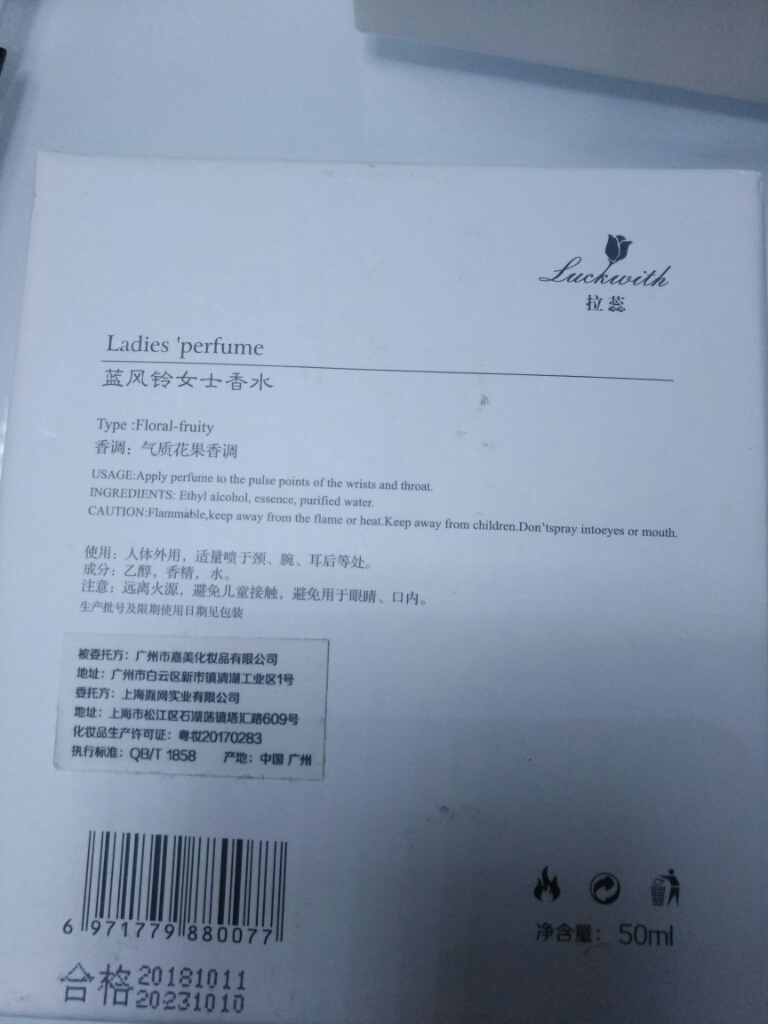 Luckwith
拉蕊
Ladies 'perfume
蓝风铃女士香水
Type :Floral-fruity
香调：气质花果香调
USAGE:Apply perfume to the pulse points of the wrists and throat.
INGREDIENTS: Ethyl alcohol, essence, purified water.
CAUTION:Flammable,keep away from the flame or heat.Keep away from children.Don'tspray intoeyes or mouth.
使用：人体外用，适量喷于颈、腕、耳后等处。
成分：乙醇，香精，水。
注意：远离火源，避免儿童接触，避免用于眼睛、口内。
生产批号及限期使用日期见包装
被委托方：广州市嘉美化妆品有限公司
地址：广州市白云区新市镇清湖工业区1号
委托方：上海嘉网实业有限公司
地址：上海市松江区石湖荡镇塔汇路609号
化妆品生产许可证：粤妆20170283
执行标准：QB/T 1858 产地：中国 广州
6 971779 880077
净含量： 50ml
合格 20181011
20231010